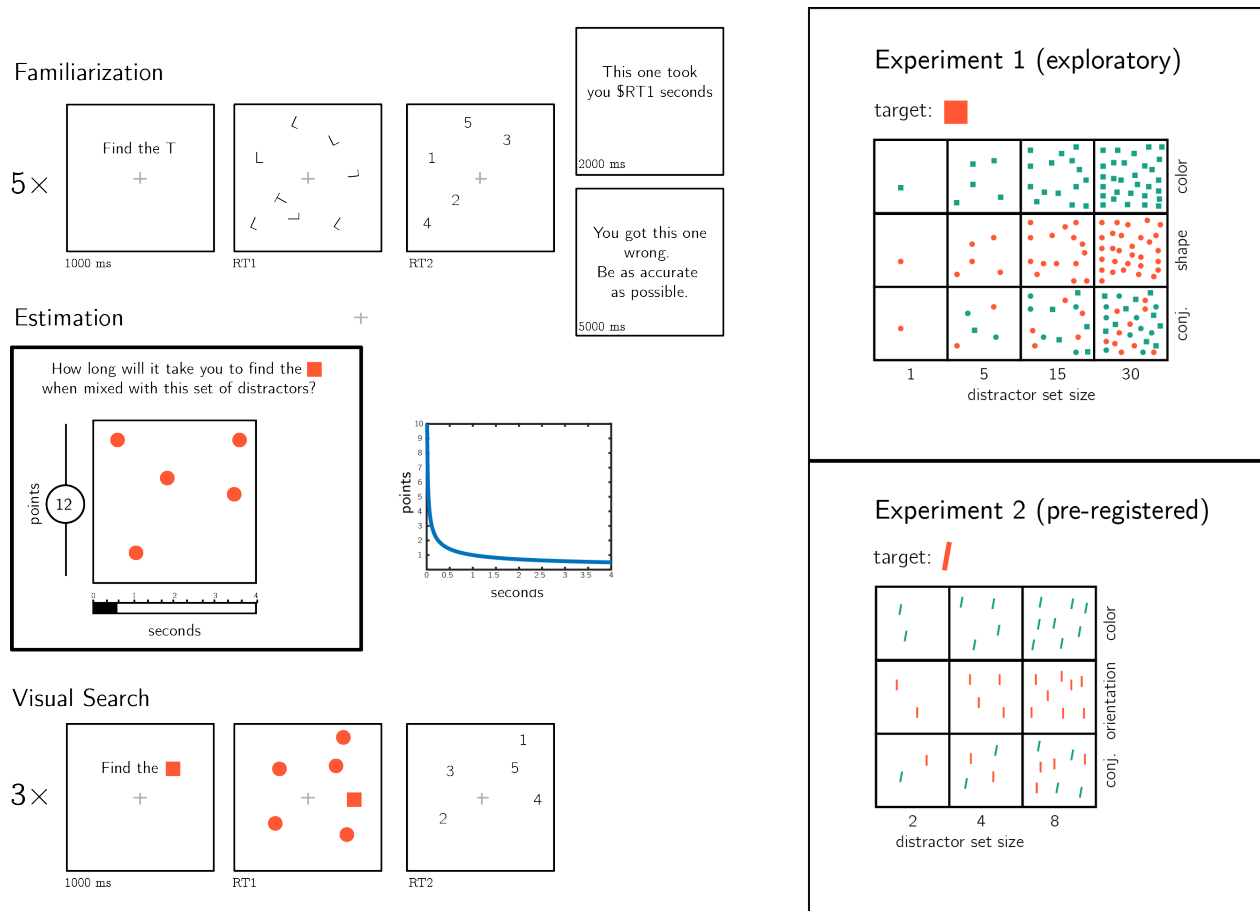 Familiarization
5×
Find the T
1000 ms
RT1
5
3
1
2
4
RT2
This one took
you $RT1 seconds
2000 ms
You got this one
wrong.
Be as accurate
as possible.
5000 ms
Estimation
How long will it take you to find the
when mixed with this set of distractors?
points
12
0 1 2 3 4
seconds
points
10
9
8
7
6
5
4
3
2
1
0 0.5 1 1.5 2 2.5 3 3.5 4
seconds
Visual Search
3×
Find the
1000 ms
RT1
1
3
5
4
2
RT2
Experiment 1 (exploratory)
target:
color
shape
conj.
1 5 15 30
distractor set size
Experiment 2 (pre-registered)
target:
color
orientation
conj.
2 4 8
distractor set size